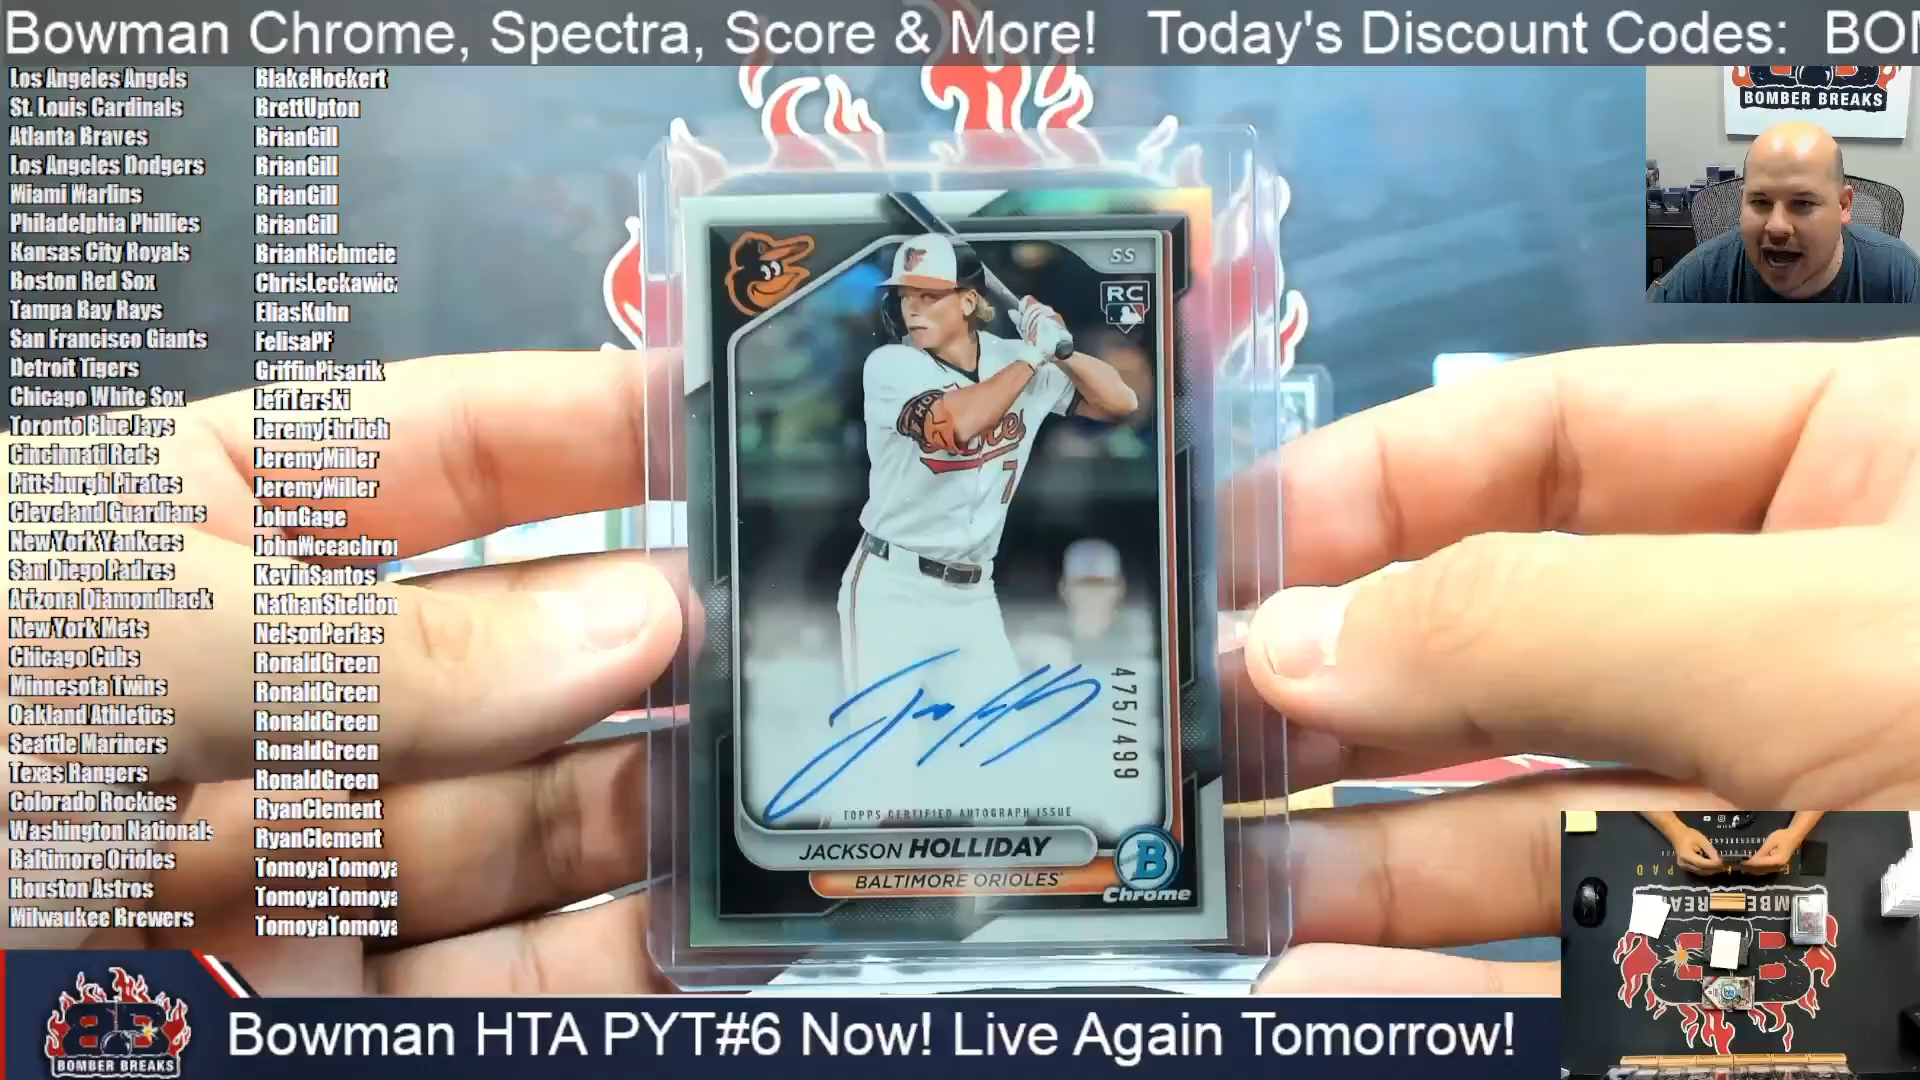 Bowman Chrome, Spectra, Score & More! Today's Discount Codes: BO
Los Angeles Angels BlakeHockert
St. Louis Cardinals BrettUpton
Atlanta Braves BrianGill
Los Angeles Dodgers BrianGill
Miami Marlins BrianGill
Philadelphia Phillies BrianGill
Kansas City Royals BrianRichmeie
Boston Red Sox ChrisLeckawicz
Tampa Bay Rays EliasKuhn
San Francisco Giants FelisaPF
Detroit Tigers GriffinPisarik
Chicago White Sox JeffTerski
Toronto Blue Jays JeremyEhrlich
Cincinnati Reds JeremyMiller
Pittsburgh Pirates JeremyMiller
Cleveland Guardians JohnGage
New York Yankees JohnMceachro
San Diego Padres KevinSantos
Arizona Diamondback NathanSheldon
New York Mets NelsonPerlas
Chicago Cubs RonaldGreen
Minnesota Twins RonaldGreen
Oakland Athletics RonaldGreen
Seattle Mariners RonaldGreen
Texas Rangers RonaldGreen
Colorado Rockies RyanClement
Washington Nationals RyanClement
Baltimore Orioles TomoyaTomoya
Houston Astros TomoyaTomoya
Milwaukee Brewers TomoyaTomoya
BOMBER BREAKS
SS
RC
7
475/499
TOPPS CERTIFIED AUTOGRAPH ISSUE
JACKSON HOLLIDAY
BALTIMORE ORIOLES
B
Chrome
BOMBER BREAKS
Bowman HTA PYT#6 Now! Live Again Tomorrow!